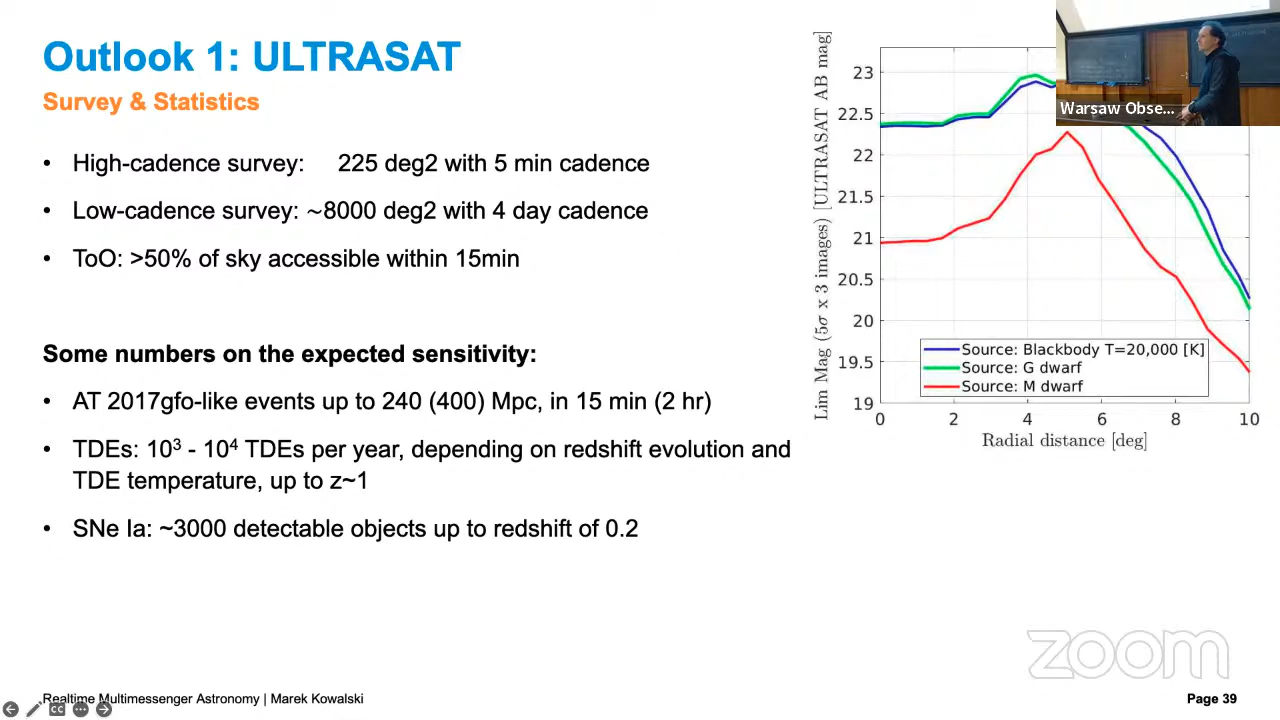 Outlook 1: ULTRASAT
Survey & Statistics
• High-cadence survey: 225 deg2 with 5 min cadence
• Low-cadence survey: ~8000 deg2 with 4 day cadence
• ToO: >50% of sky accessible within 15min
Some numbers on the expected sensitivity:
• AT 2017gfo-like events up to 240 (400) Mpc, in 15 min (2 hr)
• TDEs: 10³ - 10⁴ TDEs per year, depending on redshift evolution and
TDE temperature, up to z~1
• SNe Ia: ~3000 detectable objects up to redshift of 0.2
Lim Mag (5σ x 3 images) [ULTRASAT AB mag]
23
22.5
22
21.5
21
20.5
20
19.5
19
Source: Blackbody T=20,000 [K]
Source: G dwarf
Source: M dwarf
0 2 4 6 8 10
Radial distance [deg]
Warsaw Obse...
zoom
Realtime Multimessenger Astronomy | Marek Kowalski
Page 39
CC